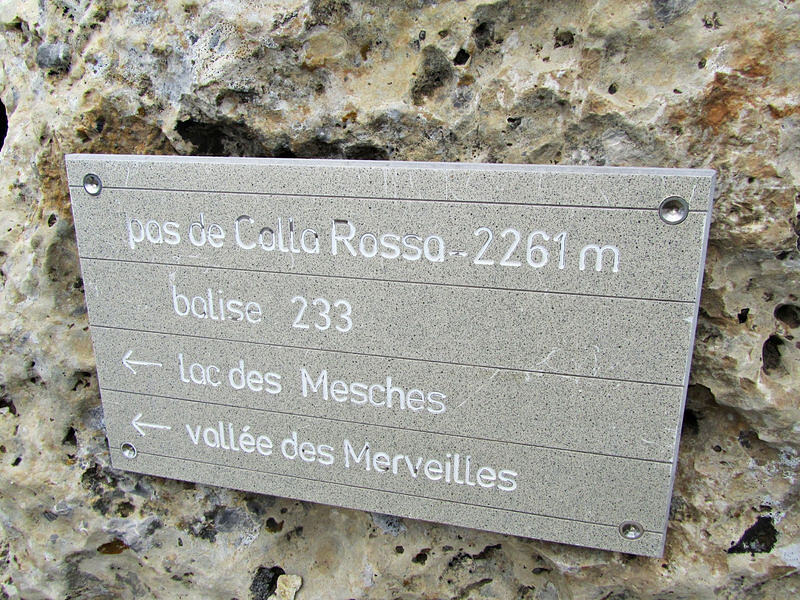 pas de Colla Rossa - 2261 m
balise 233
← lac des Mesches
← vallée des Merveilles